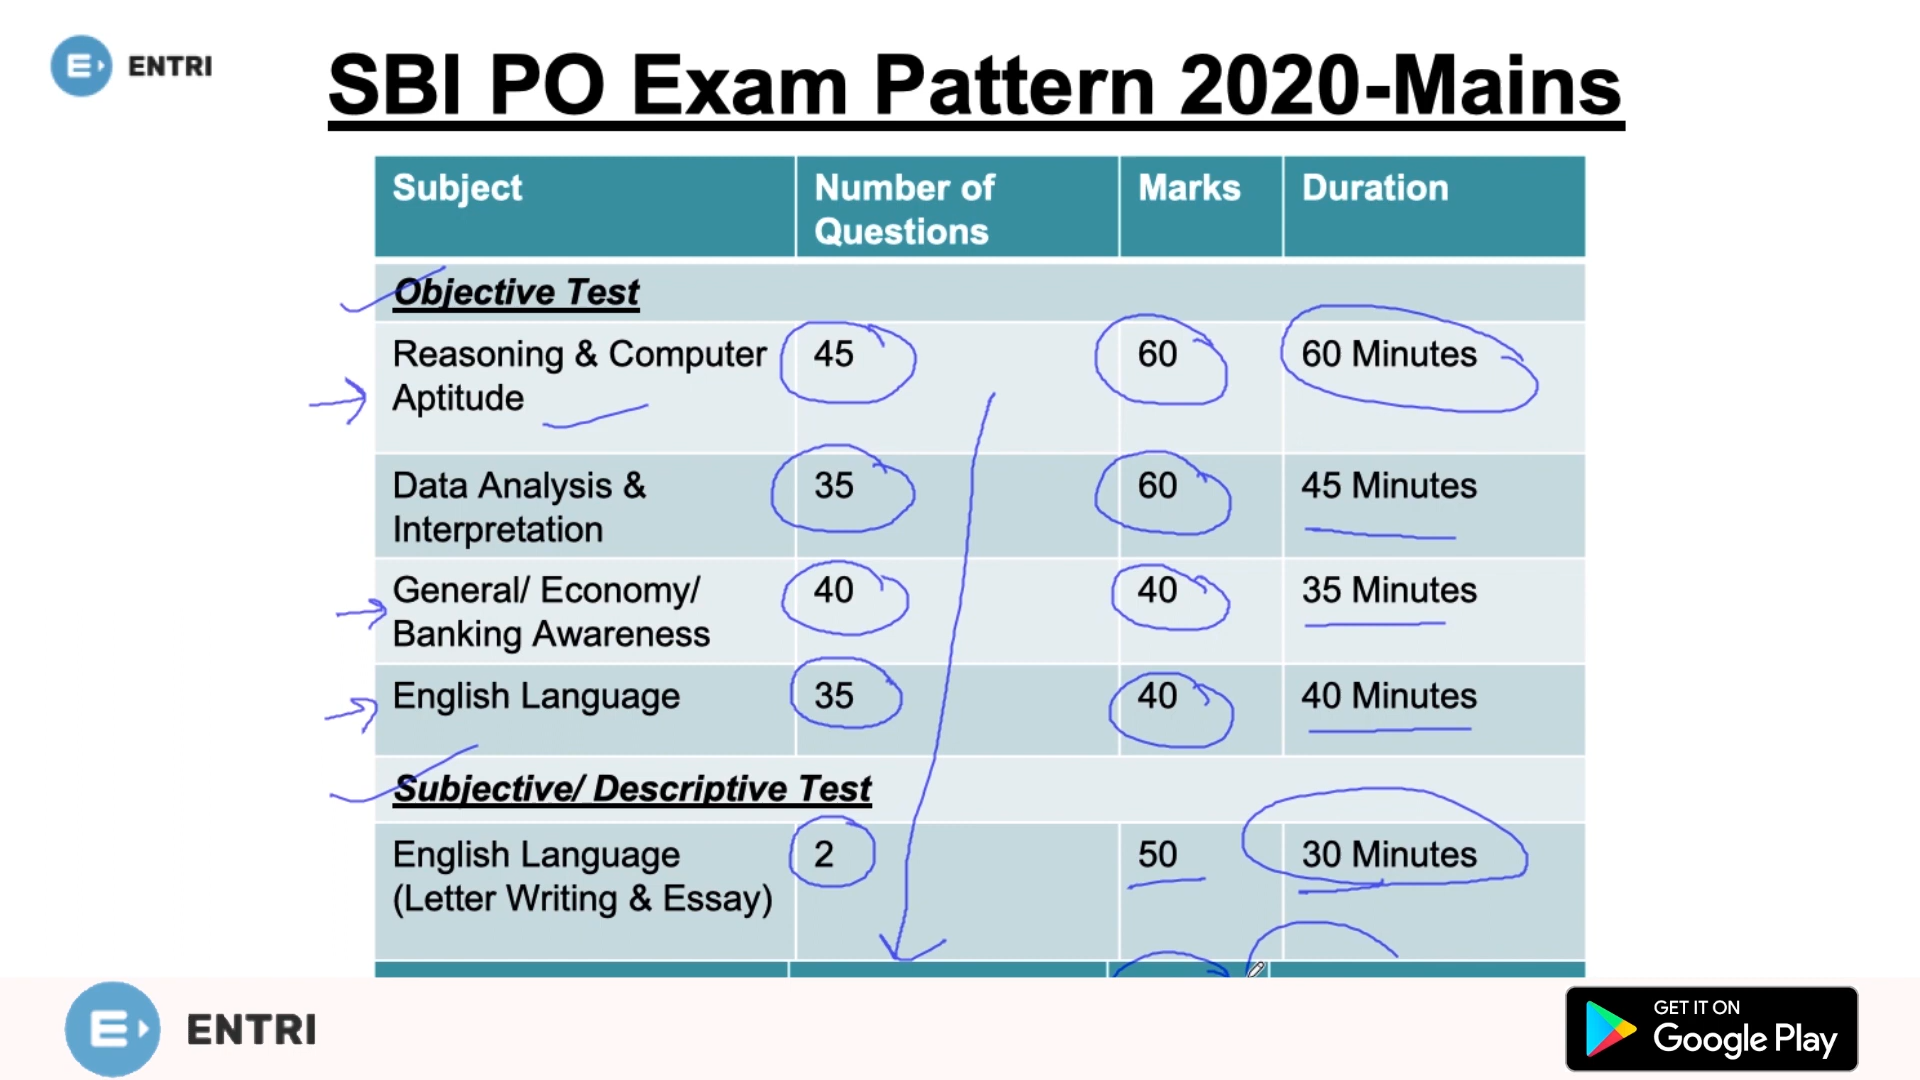 ENTRI
SBI PO Exam Pattern 2020-Mains
Subject
Number of
Questions
Marks
Duration
Objective Test
Reasoning & Computer
Aptitude
45
60
60 Minutes
Data Analysis &
Interpretation
35
60
45 Minutes
General/ Economy/
Banking Awareness
40
40
35 Minutes
English Language
35
40
40 Minutes
Subjective/ Descriptive Test
English Language
(Letter Writing & Essay)
2
50
30 Minutes
ENTRI
GET IT ON
Google Play